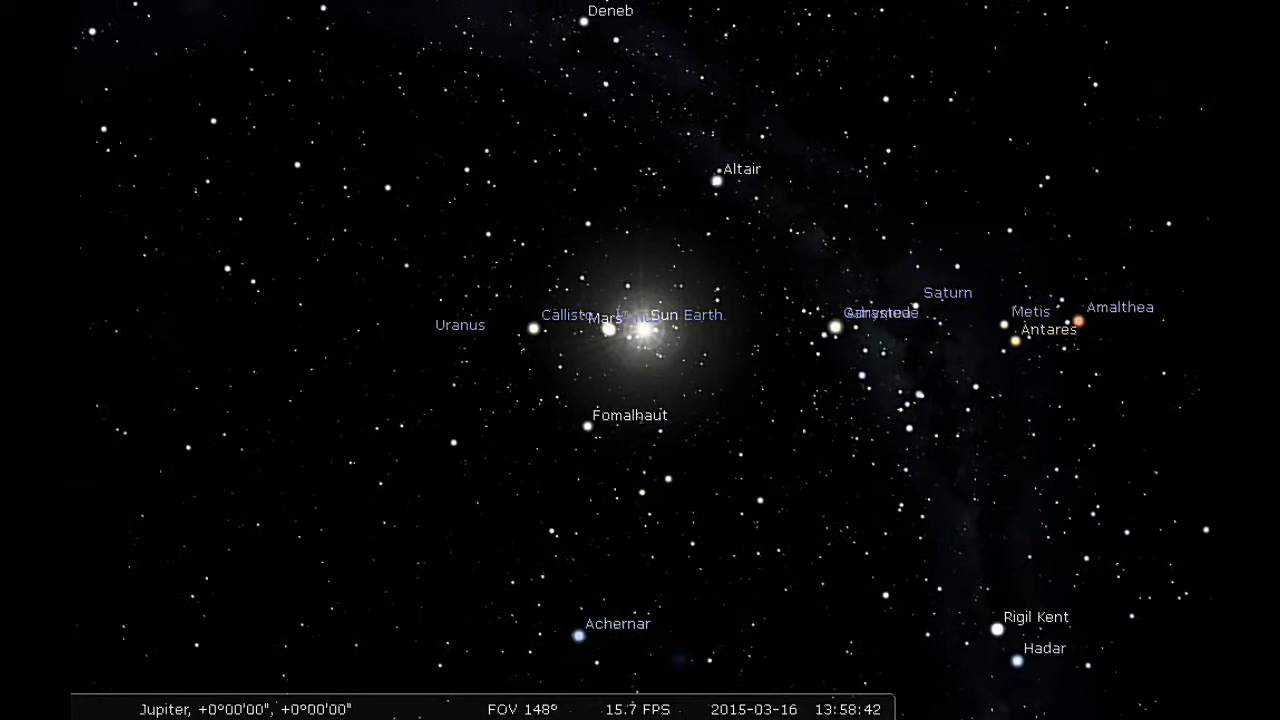 Deneb
Altair
Saturn
Metis
Amalthea
Callisto
Mars
Sun
Earth
Antares
Uranus
Fomalhaut
Rigil Kent
Achernar
Hadar
Jupiter, +0°00'00", +0°00'00" FOV 148° 15.7 FPS 2015-03-16 13:58:42